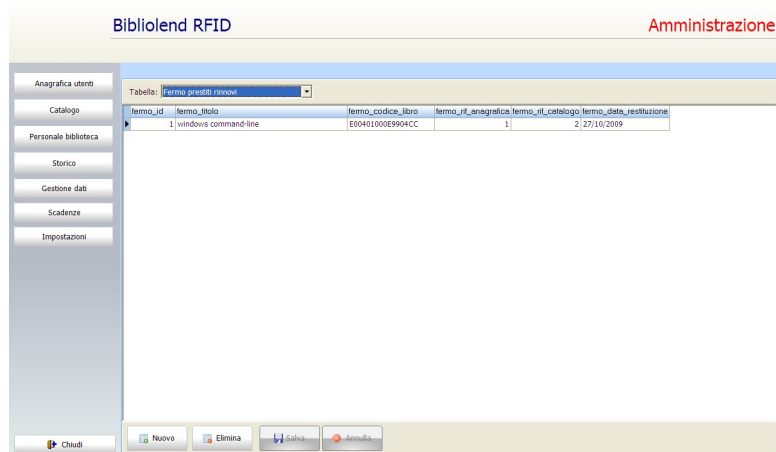 Bibliolend RFID
Amministrazione
Anagrafica utenti
Catalogo
Personale biblioteca
Storico
Gestione dati
Scadenze
Impostazioni
Chiudi
Tabella: Fermo prestiti rinnovi
fermo_id fermo_titolo fermo_codice_libro fermo_rif_anagrafica fermo_rif_catalogo fermo_data_restituzione
1 windows command-line E00401000E9904CC 1 2 27/10/2009
Nuovo Elimina Salva Annulla